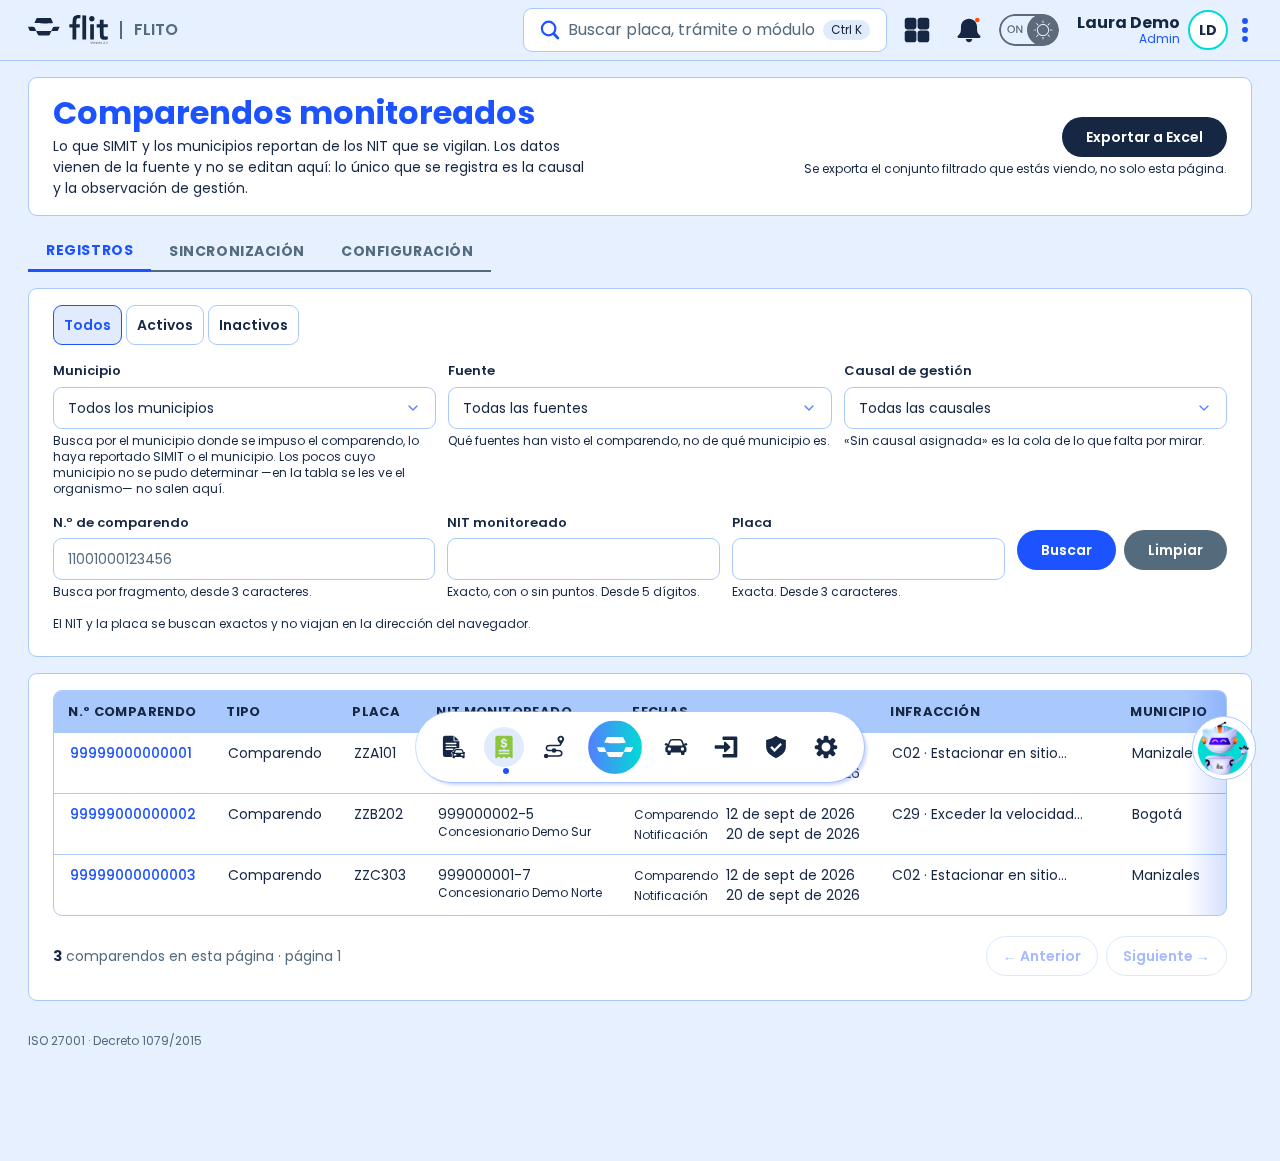 flit | FLITO
Buscar placa, trámite o módulo Ctrl K
ON
Laura Demo
Admin
LD
Comparendos monitoreados
Lo que SIMIT y los municipios reportan de los NIT que se vigilan. Los datos
vienen de la fuente y no se editan aquí: lo único que se registra es la causal
y la observación de gestión.
Exportar a Excel
Se exporta el conjunto filtrado que estás viendo, no solo esta página.
REGISTROS SINCRONIZACIÓN CONFIGURACIÓN
Todos Activos Inactivos
Municipio Fuente Causal de gestión
Todos los municipios Todas las fuentes Todas las causales
Busca por el municipio donde se impuso el comparendo, lo
haya reportado SIMIT o el municipio. Los pocos cuyo
municipio no se pudo determinar —en la tabla se les ve el
organismo— no salen aquí.
Qué fuentes han visto el comparendo, no de qué municipio es.
«Sin causal asignada» es la cola de lo que falta por mirar.
N.º de comparendo NIT monitoreado Placa
11001000123456
Buscar Limpiar
Busca por fragmento, desde 3 caracteres. Exacto, con o sin puntos. Desde 5 dígitos. Exacta. Desde 3 caracteres.
El NIT y la placa se buscan exactos y no viajan en la dirección del navegador.
N.º COMPARENDO TIPO PLACA NIT MONITOREADO FECHAS INFRACCIÓN MUNICIPIO
99999000000001 Comparendo ZZA101 C02 · Estacionar en sitio… Manizales
99999000000002 Comparendo ZZB202 999000002-5 Comparendo 12 de sept de 2026 C29 · Exceder la velocidad… Bogotá
Concesionario Demo Sur Notificación 20 de sept de 2026
99999000000003 Comparendo ZZC303 999000001-7 Comparendo 12 de sept de 2026 C02 · Estacionar en sitio… Manizales
Concesionario Demo Norte Notificación 20 de sept de 2026
3 comparendos en esta página · página 1
← Anterior Siguiente →
ISO 27001 · Decreto 1079/2015